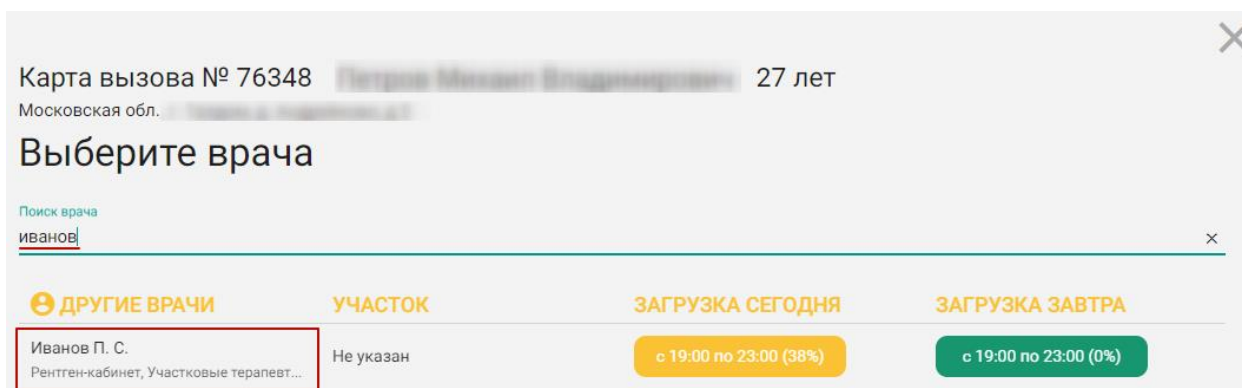 Карта вызова № 76348 27 лет
Московская обл.
Выберите врача
Поиск врача
иванов
ДРУГИЕ ВРАЧИ УЧАСТОК ЗАГРУЗКА СЕГОДНЯ ЗАГРУЗКА ЗАВТРА
Иванов П. С. Не указан с 19:00 по 23:00 (38%) с 19:00 по 23:00 (0%)
Рентген-кабинет, Участковые терапевт...